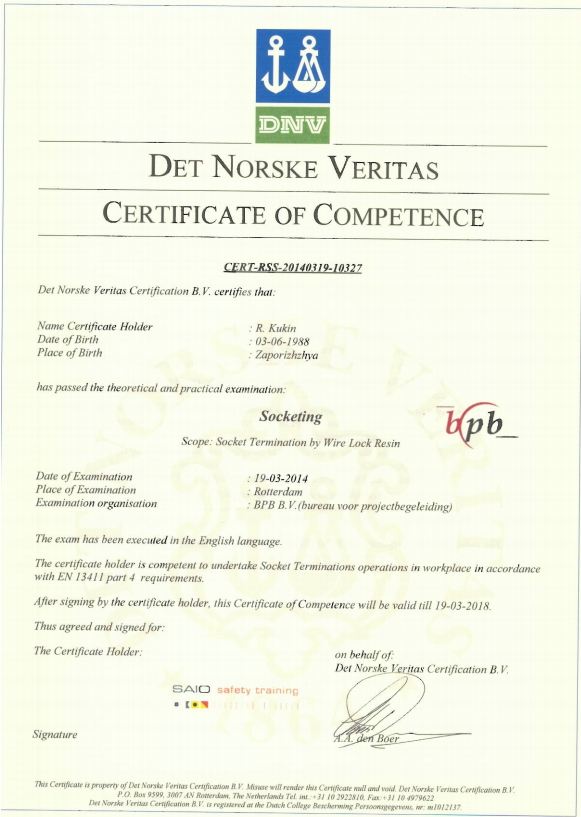 DNV
DET NORSKE VERITAS
CERTIFICATE OF COMPETENCE
CERT-RSS-20140319-10327
Det Norske Veritas Certification B.V. certifies that:
Name Certificate Holder : R. Kukin
Date of Birth : 03-06-1988
Place of Birth : Zaporizhzhya
has passed the theoretical and practical examination:
Socketing
bpb
Scope: Socket Termination by Wire Lock Resin
Date of Examination : 19-03-2014
Place of Examination : Rotterdam
Examination organisation : BPB B.V.(bureau voor projectbegeleiding)
The exam has been executed in the English language.
The certificate holder is competent to undertake Socket Terminations operations in workplace in accordance
with EN 13411 part 4 requirements.
After signing by the certificate holder, this Certificate of Competence will be valid till 19-03-2018.
Thus agreed and signed for:
The Certificate Holder:
on behalf of:
Det Norske Veritas Certification B.V.
SAIO safety training
Signature
A.A. den Boer
This Certificate is property of Det Norske Veritas Certification B.V. Misuse will render this Certificate null and void. Det Norske Veritas Certification B.V.
P.O. Box 9599, 3007 AN Rotterdam, The Netherlands Tel. int.:+31 10 2922810, Fax:+31 10 4979622
Det Norske Veritas Certification B.V. is registered at the Dutch College Bescherming Persoonsgegevens, nr: m1012137.